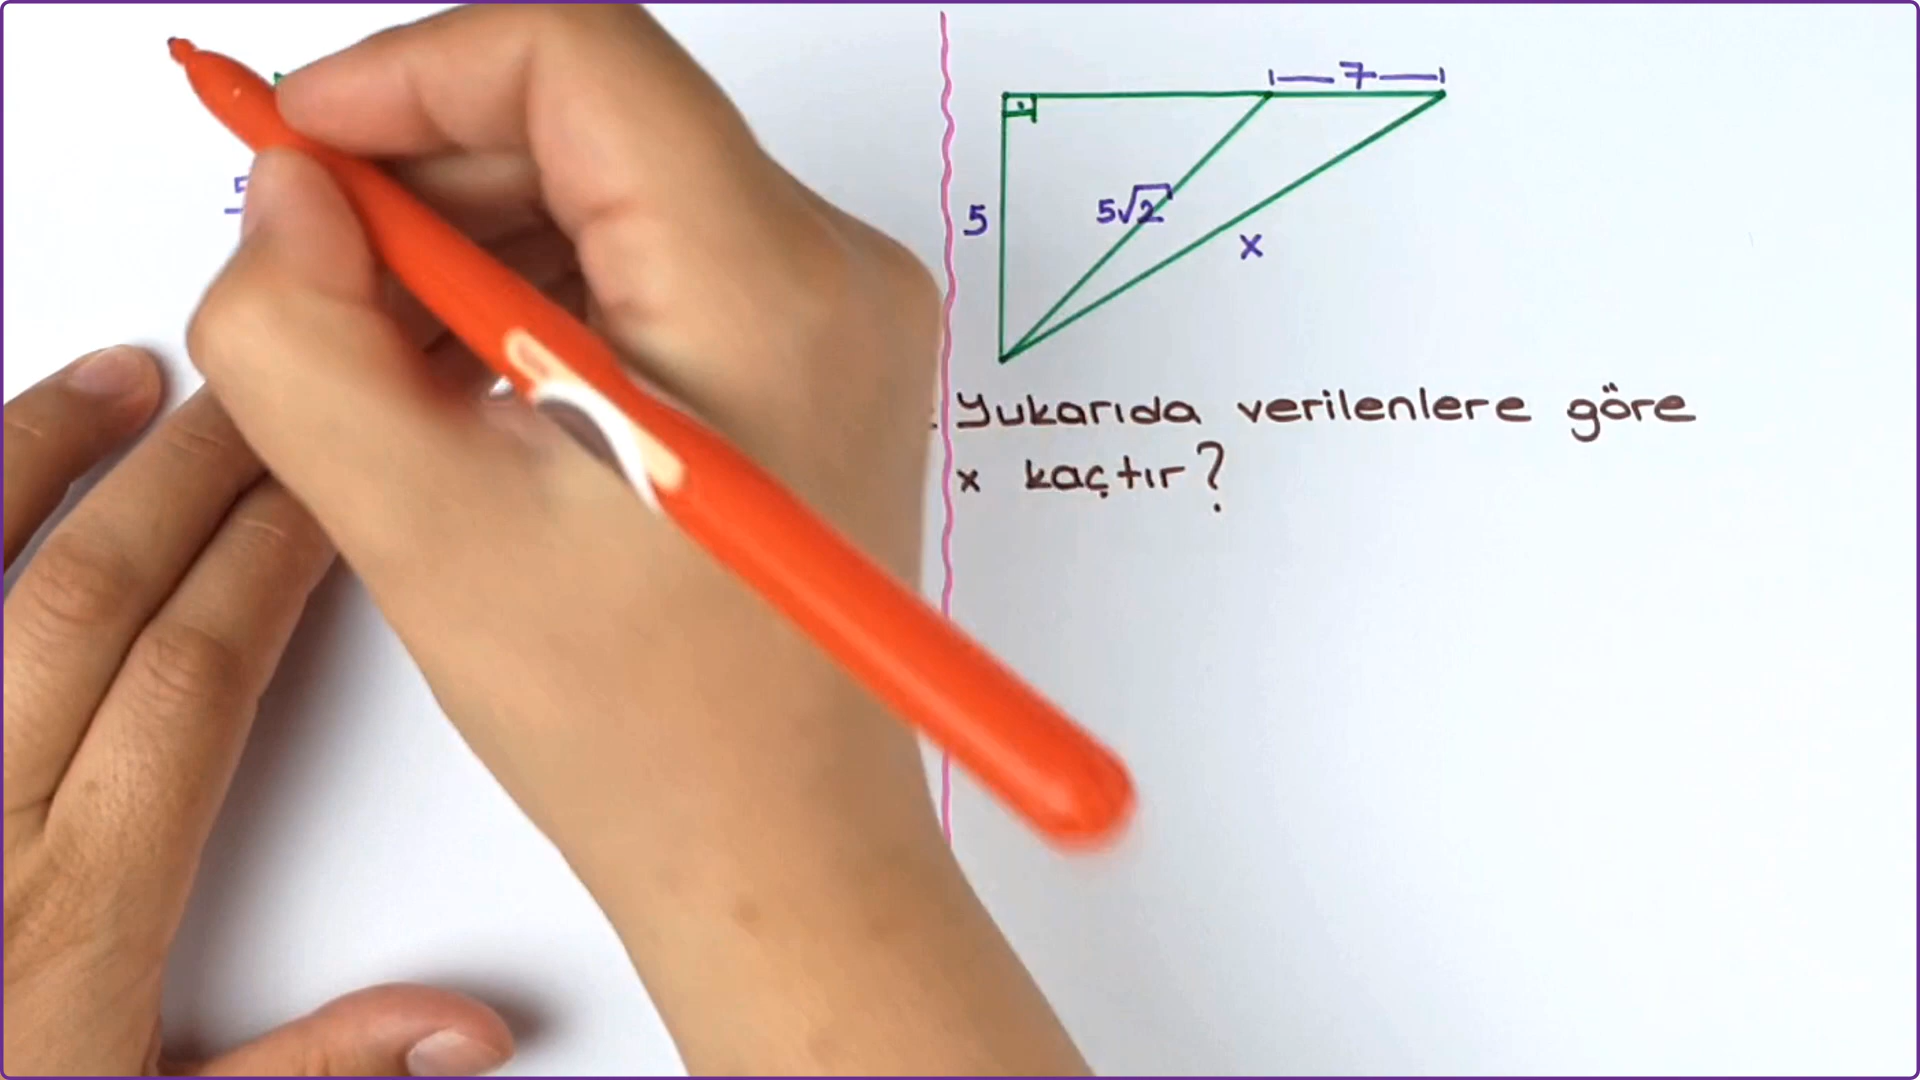 7
5
5√2
x
Yukarıda verilenlere göre
x kaçtır?